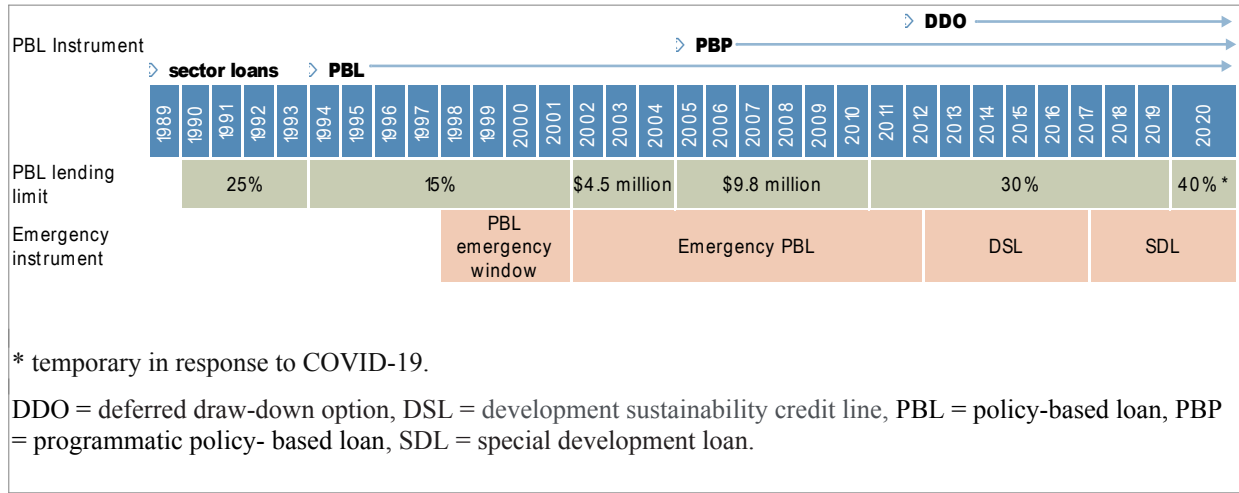 DDO
PBL Instrument
PBP
sector loans PBL
1989 1990 1991 1992 1993 1994 1995 1996 1997 1998 1999 2000 2001 2002 2003 2004 2005 2006 2007 2008 2009 2010 2011 2012 2013 2014 2015 2016 2017 2018 2019 2020
PBL lending
limit
25% 15% $4.5 million $9.8 million 30% 40% *
Emergency
instrument
PBL
emergency
window
Emergency PBL DSL SDL
* temporary in response to COVID-19.
DDO = deferred draw-down option, DSL = development sustainability credit line, PBL = policy-based loan, PBP
= programmatic policy- based loan, SDL = special development loan.